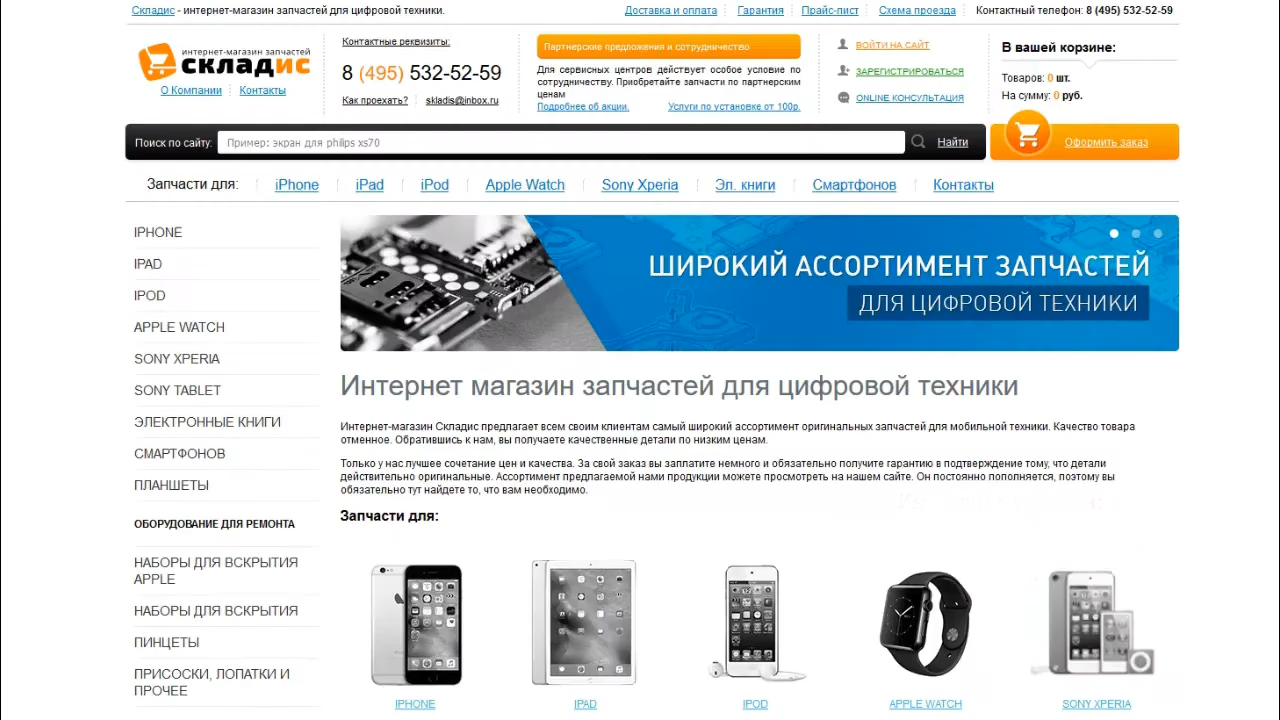 Складис - интернет-магазин запчастей для цифровой техники.
Доставка и оплата
Гарантия
Прайс-лист
Схема проезда
Контактный телефон: 8 (495) 532-52-59
интернет-магазин запчастей
складис
О Компании
Контакты
Контактные реквизиты:
8 (495) 532-52-59
Как проехать?
skladis@inbox.ru
Партнерские предложения и сотрудничество
Для сервисных центров действует особое условие по
сотрудничеству. Приобретайте запчасти по партнерским
ценам
Подробнее об акции.
Услуги по установке от 100р.
ВОЙТИ НА САЙТ
ЗАРЕГИСТРИРОВАТЬСЯ
ONLINE КОНСУЛЬТАЦИЯ
В вашей корзине:
Товаров: 0 шт.
На сумму: 0 руб.
Поиск по сайту:
Пример: экран для philips xs70
Найти
Оформить заказ
Запчасти для:
iPhone
iPad
iPod
Apple Watch
Sony Xperia
Эл. книги
Смартфонов
Контакты
IPHONE
IPAD
IPOD
APPLE WATCH
SONY XPERIA
SONY TABLET
ЭЛЕКТРОННЫЕ КНИГИ
СМАРТФОНОВ
ПЛАНШЕТЫ
ОБОРУДОВАНИЕ ДЛЯ РЕМОНТА
НАБОРЫ ДЛЯ ВСКРЫТИЯ
APPLE
НАБОРЫ ДЛЯ ВСКРЫТИЯ
ПИНЦЕТЫ
ПРИСОСКИ, ЛОПАТКИ И
ПРОЧЕЕ
ШИРОКИЙ АССОРТИМЕНТ ЗАПЧАСТЕЙ
ДЛЯ ЦИФРОВОЙ ТЕХНИКИ
Интернет магазин запчастей для цифровой техники
Интернет-магазин Складис предлагает всем своим клиентам самый широкий ассортимент оригинальных запчастей для мобильной техники. Качество товара
отменное. Обратившись к нам, вы получаете качественные детали по низким ценам.
Только у нас лучшее сочетание цен и качества. За свой заказ вы заплатите немного и обязательно получите гарантию в подтверждение тому, что детали
действительно оригинальные. Ассортимент предлагаемой нами продукции можете просмотреть на нашем сайте. Он постоянно пополняется, поэтому вы
обязательно тут найдете то, что вам необходимо.
Запчасти для:
IPHONE
IPAD
IPOD
APPLE WATCH
SONY XPERIA